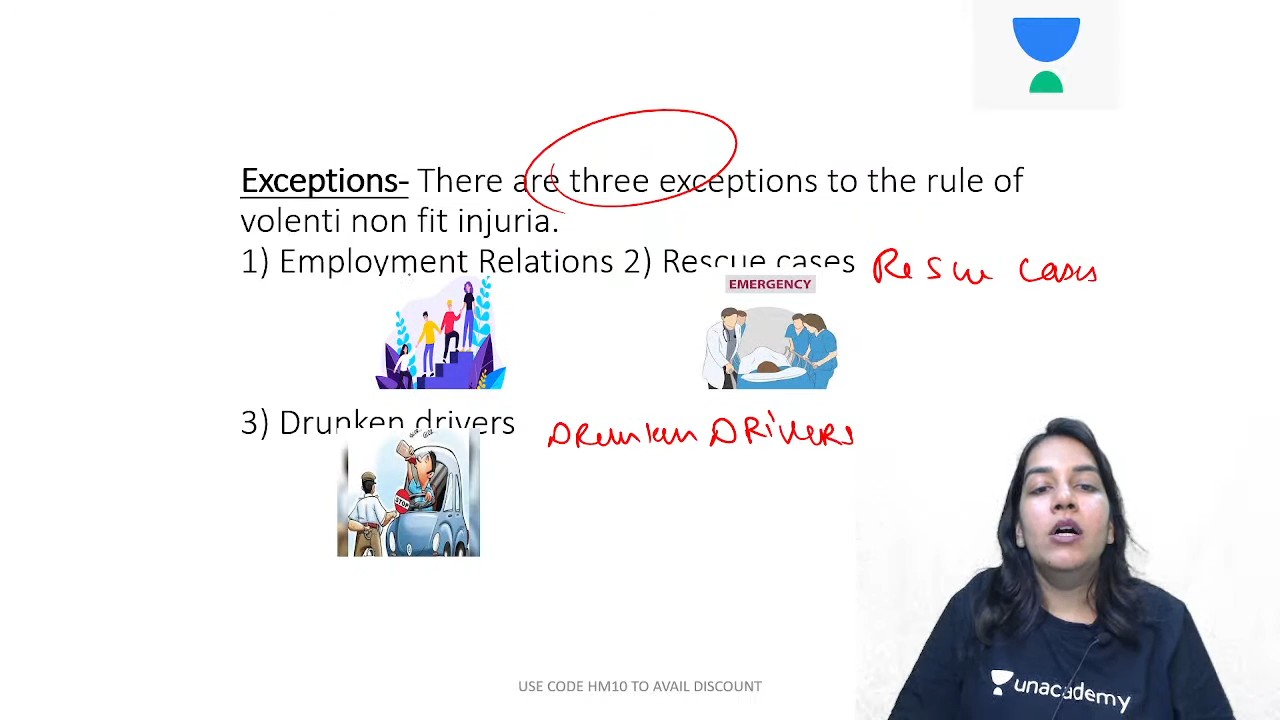 Exceptions- There are three exceptions to the rule of
volenti non fit injuria.
1) Employment Relations 2) Rescue cases Rescue cases
EMERGENCY
3) Drunken drivers Drunken DRivers
STOP
unacademy
USE CODE HM10 TO AVAIL DISCOUNT